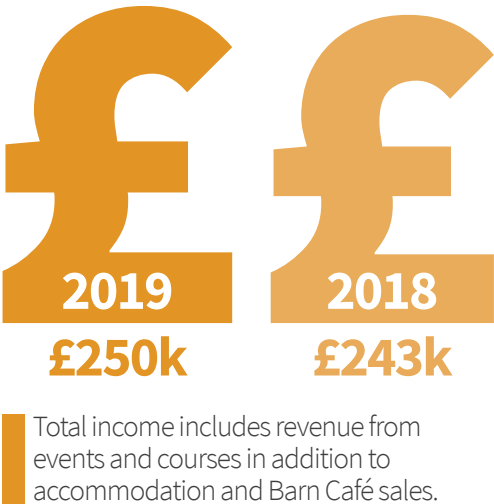 ££
2019 2018
£250k £243k
Total income includes revenue from
events and courses in addition to
accommodation and Barn Café sales.